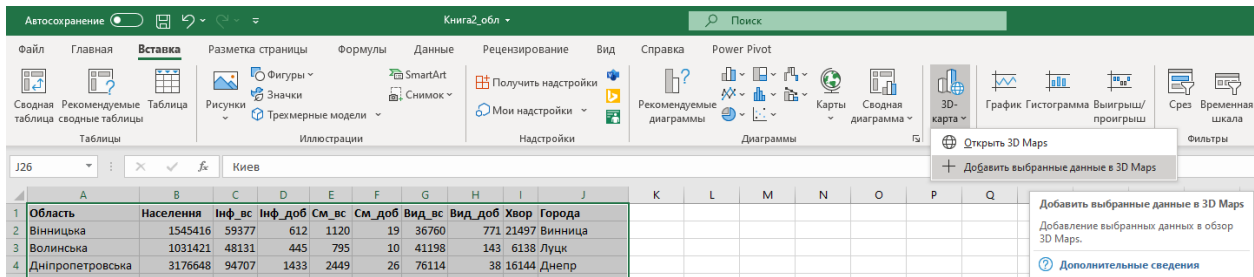 Автосохранение Книга2_обл Поиск
Файл Главная Вставка Разметка страницы Формулы Данные Рецензирование Вид Справка Power Pivot
Сводная таблица Рекомендуемые сводные таблицы Таблица
Таблицы
Рисунки Фигуры Значки Трехмерные модели SmartArt Снимок
Иллюстрации
Получить надстройки
Мои надстройки
Надстройки
Рекомендуемые диаграммы Карты Сводная диаграмма
Диаграммы
3D-карта График Гистограмма Выигрыш/проигрыш
Срез Временная шкала
Фильтры
Открыть 3D Maps
Добавить выбранные данные в 3D Maps
J26 fx Киев
A B C D E F G H I J K L M N O P Q
1 Область Населення Інф_вс Інф_доб См_вс См_доб Вид_вс Вид_доб Хвор Города
2 Вінницька 1545416 59377 612 1120 19 36760 771 21497 Винница
3 Волинська 1031421 48131 445 795 10 41198 143 6138 Луцк
4 Дніпропетровська 3176648 94707 1433 2449 26 76114 38 16144 Днепр
Добавить выбранные данные в 3D Maps
Добавление выбранных данных в обзор
3D Maps.
Дополнительные сведения